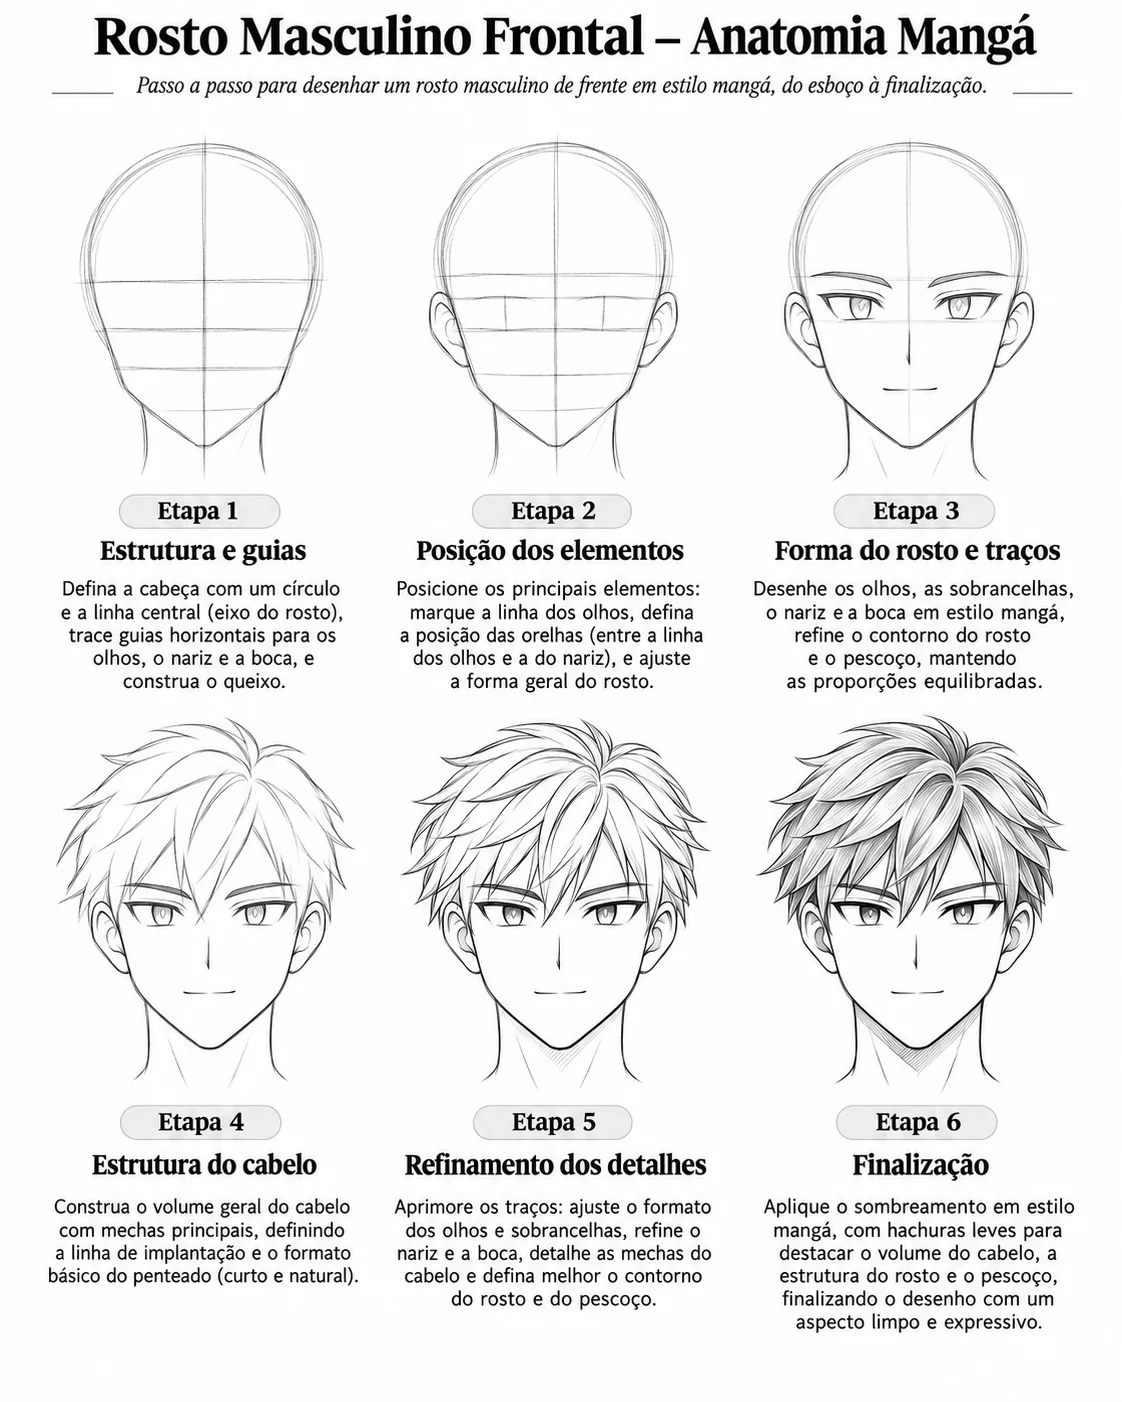 Rosto Masculino Frontal – Anatomia Mangá
Passo a passo para desenhar um rosto masculino de frente em estilo mangá, do esboço à finalização.
Etapa 1
Estrutura e guias
Defina a cabeça com um círculo
e a linha central (eixo do rosto),
trace guias horizontais para os
olhos, o nariz e a boca, e
construa o queixo.
Etapa 2
Posição dos elementos
Posicione os principais elementos:
marque a linha dos olhos, defina
a posição das orelhas (entre a linha
dos olhos e a do nariz), e ajuste
a forma geral do rosto.
Etapa 3
Forma do rosto e traços
Desenhe os olhos, as sobrancelhas,
o nariz e a boca em estilo mangá,
refine o contorno do rosto
e o pescoço, mantendo
as proporções equilibradas.
Etapa 4
Estrutura do cabelo
Construa o volume geral do cabelo
com mechas principais, definindo
a linha de implantação e o formato
básico do penteado (curto e natural).
Etapa 5
Refinamento dos detalhes
Aprimore os traços: ajuste o formato
dos olhos e sobrancelhas, refine o
nariz e a boca, detalhe as mechas do
cabelo e defina melhor o contorno
do rosto e do pescoço.
Etapa 6
Finalização
Aplique o sombreamento em estilo
mangá, com hachuras leves para
destacar o volume do cabelo, a
estrutura do rosto e o pescoço,
finalizando o desenho com um
aspecto limpo e expressivo.